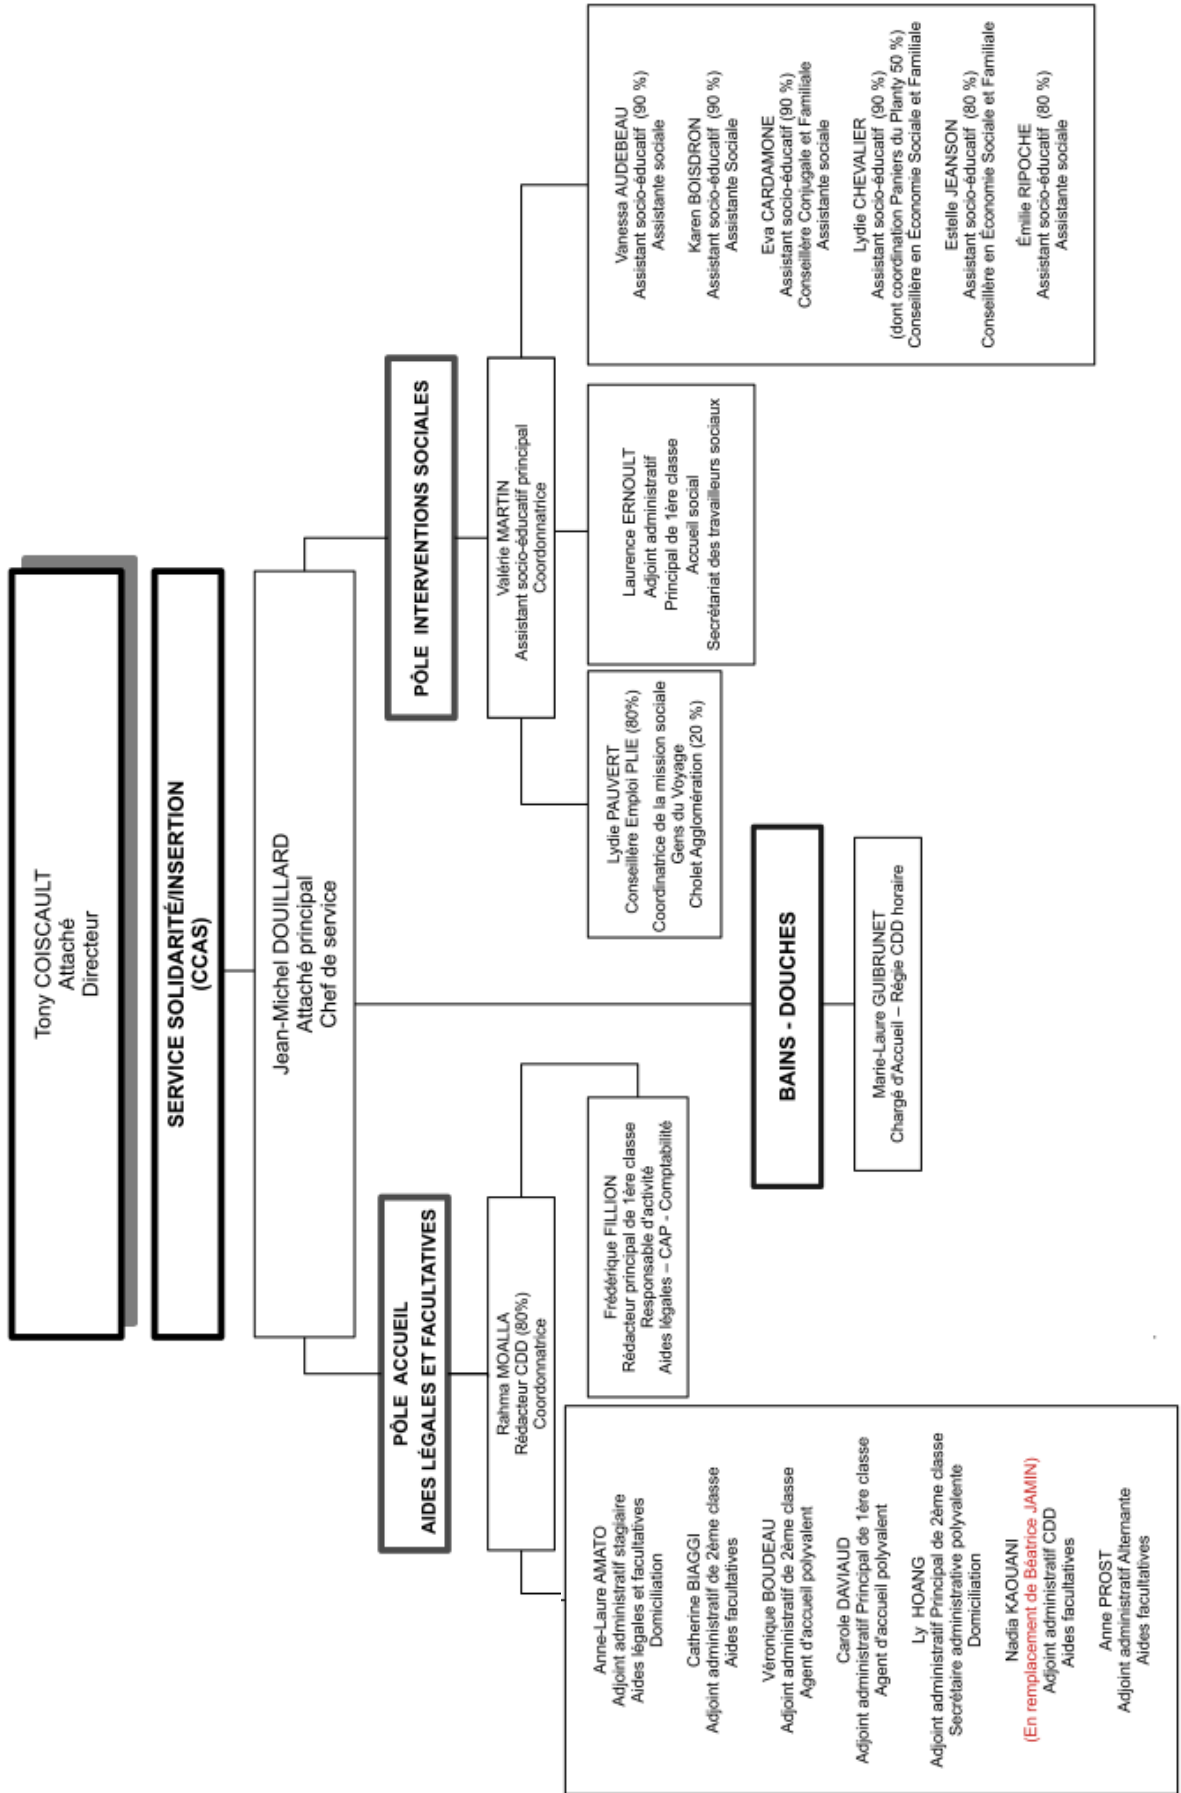 Tony COISCAULT
Attaché
Directeur
SERVICE SOLIDARITÉ/INSERTION
(CCAS)
Jean-Michel DOUILLARD
Attaché principal
Chef de service
PÔLE ACCUEIL
AIDES LÉGALES ET FACULTATIVES
Rahma MOALLA
Rédacteur CDD (80%)
Coordonnatrice
Anne-Laure AMATO
Adjoint administratif stagiaire
Aides légales et facultatives
Domiciliation
Catherine BIAGGI
Adjoint administratif de 2ème classe
Aides facultatives
Véronique BOUDEAU
Adjoint administratif de 2ème classe
Agent d'accueil polyvalent
Carole DAVIAUD
Adjoint administratif Principal de 1ère classe
Agent d'accueil polyvalent
Ly HOANG
Adjoint administratif Principal de 2ème classe
Secrétaire administrative polyvalente
Domiciliation
Nadia KAOUANI
(En remplacement de Béatrice JAMIN)
Adjoint administratif CDD
Aides facultatives
Anne PROST
Adjoint administratif Alternante
Aides facultatives
Frédérique FILLION
Rédacteur principal de 1ère classe
Responsable d'activité
Aides légales – CAP - Comptabilité
BAINS - DOUCHES
Marie-Laure GUIBRUNET
Chargé d'Accueil – Régie CDD horaire
PÔLE INTERVENTIONS SOCIALES
Valérie MARTIN
Assistant socio-éducatif principal
Coordonnatrice
Lydie PAUVERT
Conseillère Emploi PLIE (80%)
Coordinatrice de la mission sociale
Gens du Voyage
Cholet Agglomération (20 %)
Laurence ERNOULT
Adjoint administratif
Principal de 1ère classe
Accueil social
Secrétariat des travailleurs sociaux
Vanessa AUDEBEAU
Assistant socio-éducatif (90 %)
Assistante sociale
Karen BOISDRON
Assistant socio-éducatif (90 %)
Assistante Sociale
Eva CARDAMONE
Assistant socio-éducatif (90 %)
Conseillère Conjugale et Familiale
Assistante sociale
Lydie CHEVALIER
Assistant socio-éducatif (90 %)
(dont coordination Paniers du Planty 50 %)
Conseillère en Économie Sociale et Familiale
Estelle JEANSON
Assistant socio-éducatif (80 %)
Conseillère en Économie Sociale et Familiale
Émilie RIPOCHE
Assistant socio-éducatif (80 %)
Assistante sociale